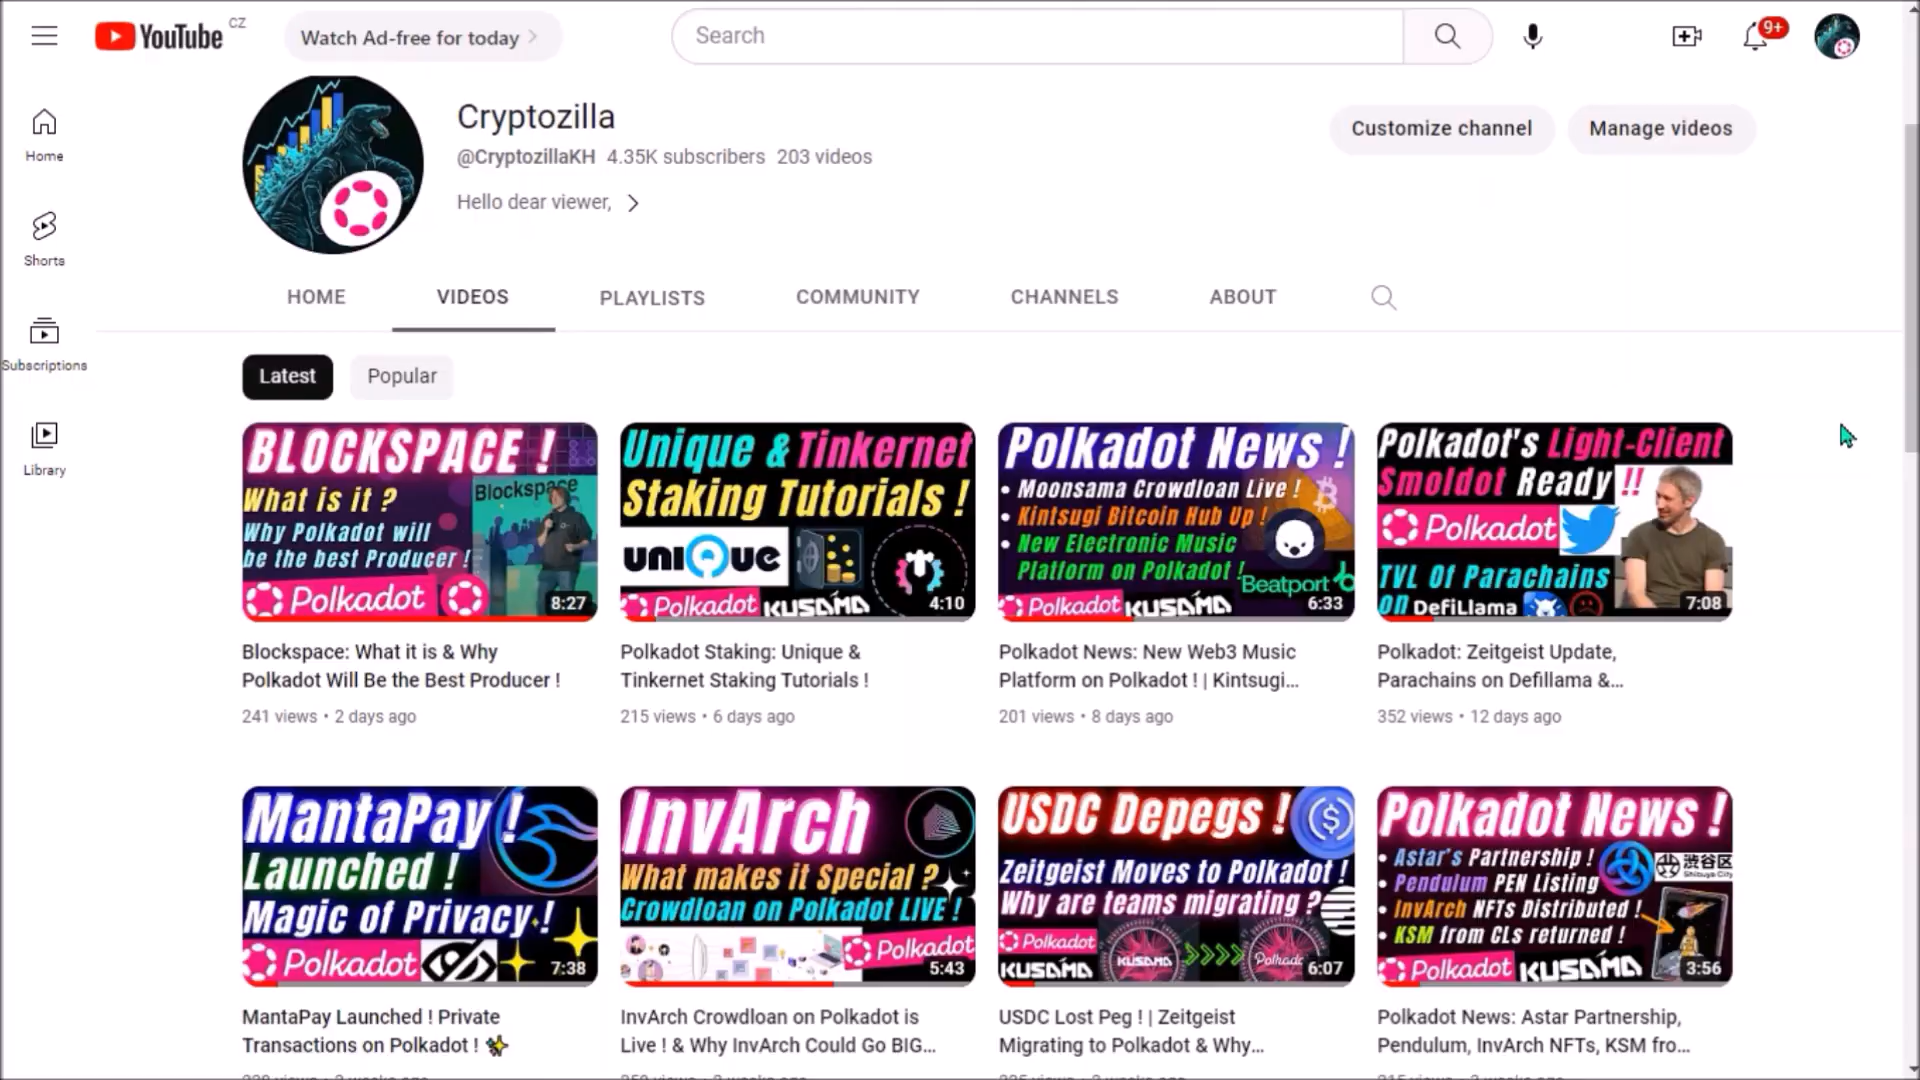 YouTube CZ
Watch Ad-free for today
Search
9+
Home
Shorts
Subscriptions
Library
Cryptozilla
@CryptozillaKH 4.35K subscribers 203 videos
Hello dear viewer,
Customize channel
Manage videos
HOME
VIDEOS
PLAYLISTS
COMMUNITY
CHANNELS
ABOUT
Latest
Popular
BLOCKSPACE !
What is it ?
Blockspace
Why Polkadot will
be the best Producer !
Polkadot
8:27
Blockspace: What it is & Why
Polkadot Will Be the Best Producer !
241 views • 2 days ago
Unique & Tinkernet
Staking Tutorials !
UNIQUE
Polkadot KUSAMA
4:10
Polkadot Staking: Unique &
Tinkernet Staking Tutorials !
215 views • 6 days ago
Polkadot News !
• Moonsama Crowdloan Live !
• Kintsugi Bitcoin Hub Up !
• New Electronic Music
Platform on Polkadot !
Beatport
Polkadot KUSAMA
6:33
Polkadot News: New Web3 Music
Platform on Polkadot ! | Kintsugi...
201 views • 8 days ago
Polkadot's Light-Client
Smoldot Ready !!
Polkadot
TVL Of Parachains
on DefiLlama
7:08
Polkadot: Zeitgeist Update,
Parachains on Defillama &...
352 views • 12 days ago
MantaPay !
Launched !
Magic of Privacy !
Polkadot
7:38
MantaPay Launched ! Private
Transactions on Polkadot ! ✨
InvArch
What makes it Special ?
Crowdloan on Polkadot LIVE !
Polkadot
5:43
InvArch Crowdloan on Polkadot is
Live ! & Why InvArch Could Go BIG...
USDC Depegs !
Zeitgeist Moves to Polkadot !
Why are teams migrating ?
Polkadot
KUSAMA
KUSAMA
6:07
USDC Lost Peg ! | Zeitgeist
Migrating to Polkadot & Why...
Polkadot News !
• Astar's Partnership !
渋谷区
Shibuya City
• Pendulum PEN Listing
• InvArch NFTs Distributed !
• KSM from CLs returned !
Polkadot KUSAMA
3:56
Polkadot News: Astar Partnership,
Pendulum, InvArch NFTs, KSM fro...